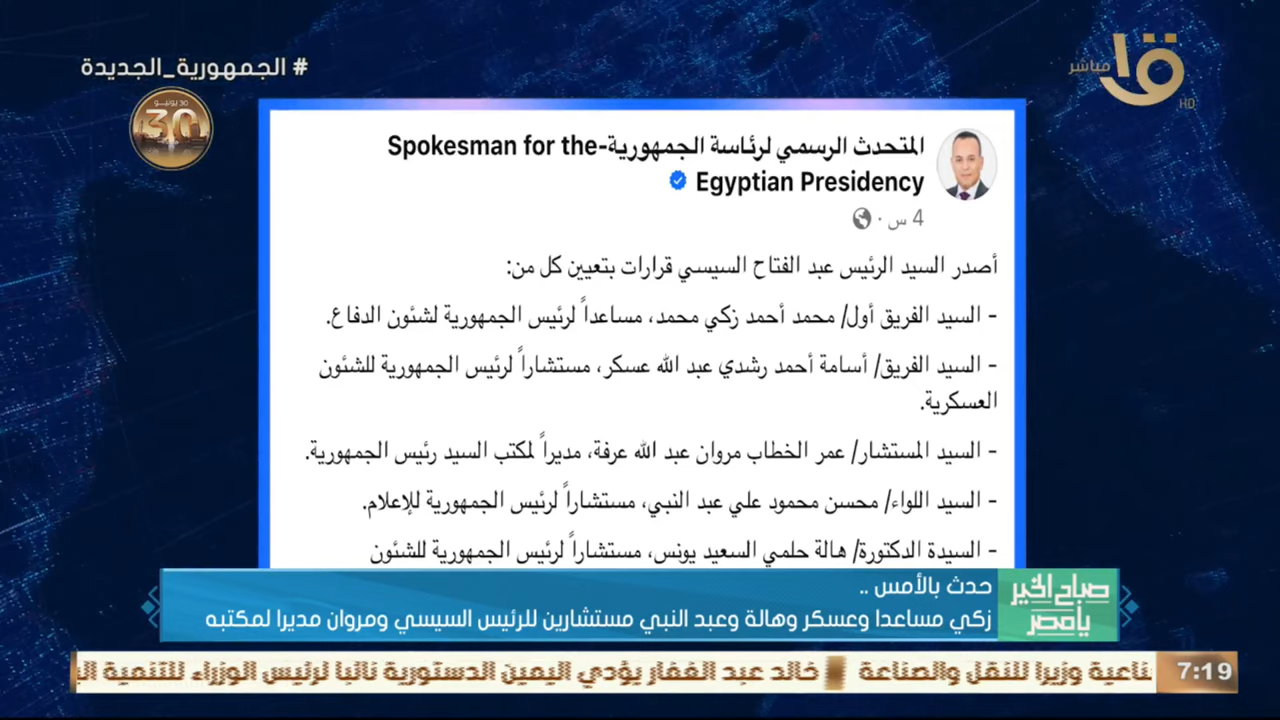 # الجمهورية_الجديدة
30 يونيو
30
مباشر
HD
المتحدث الرسمي لرئاسة الجمهورية-Spokesman for the
Egyptian Presidency
4 س ·
أصدر السيد الرئيس عبد الفتاح السيسي قرارات بتعيين كل من:
- السيد الفريق أول/ محمد أحمد زكي محمد، مساعداً لرئيس الجمهورية لشئون الدفاع.
- السيد الفريق/ أسامة أحمد رشدي عبد الله عسكر، مستشاراً لرئيس الجمهورية للشئون
العسكرية.
- السيد المستشار/ عمر الخطاب مروان عبد الله عرفة، مديراً لمكتب السيد رئيس الجمهورية.
- السيد اللواء/ محسن محمود علي عبد النبي، مستشاراً لرئيس الجمهورية للإعلام.
- السيدة الدكتورة/ هالة حلمي السعيد يونس، مستشاراً لرئيس الجمهورية للشئون
صباح الخير
يا مصر
حدث بالأمس ..
زكي مساعدا وعسكر وهالة وعبد النبي مستشارين للرئيس السيسي ومروان مديرا لمكتبه
7:19
ناعية وزيرا للنقل والصناعة خالد عبد الغفار يؤدي اليمين الدستورية نائبا لرئيس الوزراء للتنمية